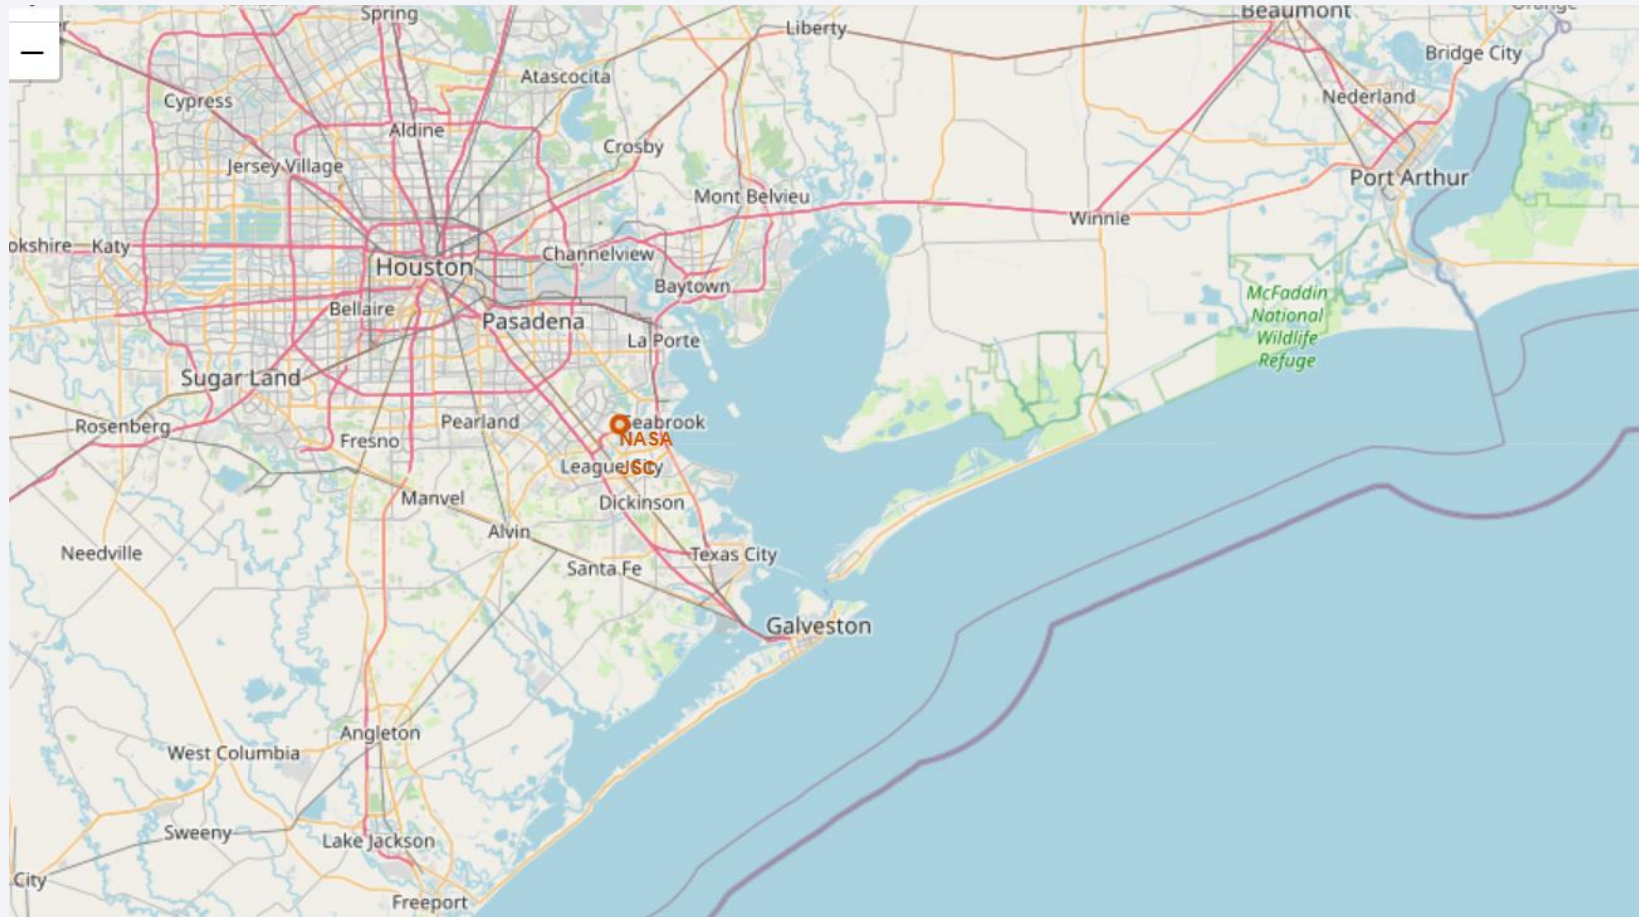 Spring
Liberty
Beaumont
Bridge City
Atascocita
Cypress
Nederland
Aldine
Crosby
Jersey Village
Port Arthur
Mont Belvieu
Winnie
okshire
Katy
Channelview
Houston
Baytown
McFaddin
National
Wildlife
Refuge
Bellaire
Pasadena
La Porte
Sugar Land
Pearland
Seabrook
Rosenberg
Fresno
NASA
League City
JSC
Manvel
Dickinson
Alvin
Needville
Texas City
Santa Fe
Galveston
Angleton
West Columbia
Sweeny
Lake Jackson
City
Freeport